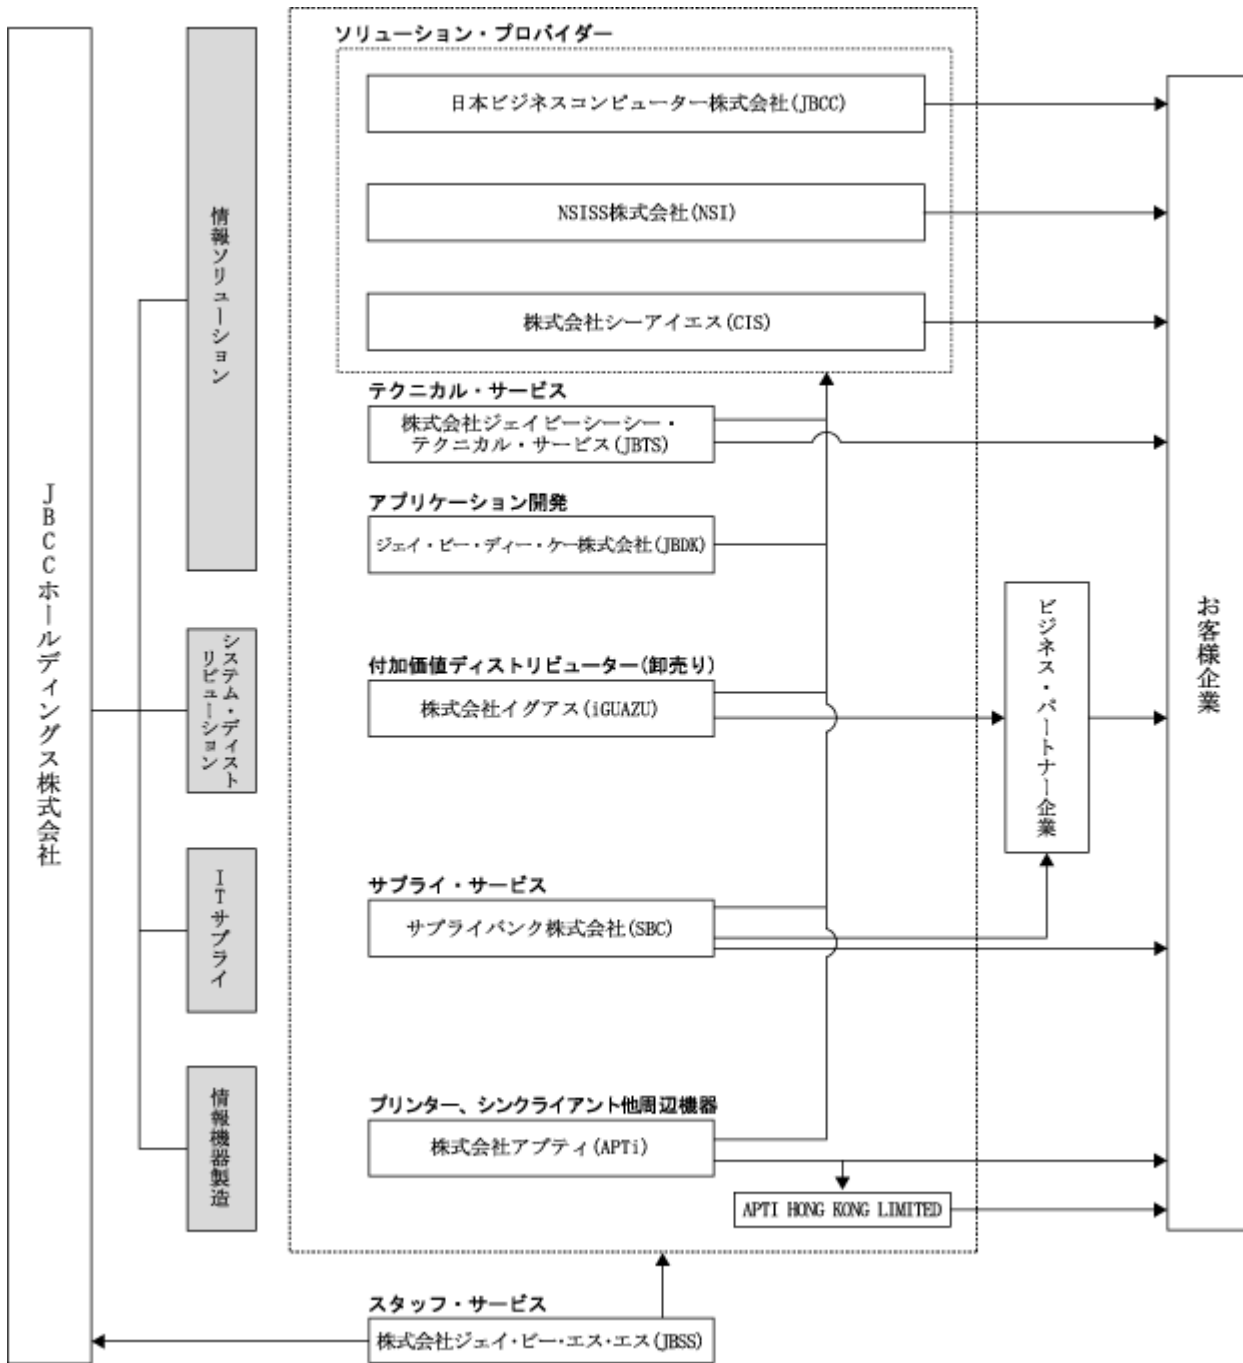 JBCCホールディングス株式会社
情報ソリューション
システム・ディスト
リビューション
ITサプライ
情報機器製造
ソリューション・プロバイダー
日本ビジネスコンピューター株式会社(JBCC)
NSISS株式会社(NSI)
株式会社シーアイエス(CIS)
テクニカル・サービス
株式会社ジェイビーシーシー・
テクニカル・サービス(JBTS)
アプリケーション開発
ジェイ・ビー・ディー・ケー株式会社(JBDK)
付加価値ディストリビューター(卸売り)
株式会社イグアス(iGUAZU)
サプライ・サービス
サプライバンク株式会社(SBC)
プリンター、シンクライアント他周辺機器
株式会社アプティ(APTi)
APTI HONG KONG LIMITED
スタッフ・サービス
株式会社ジェイ・ビー・エス・エス(JBSS)
ビジネス・パートナー企業
お客様企業